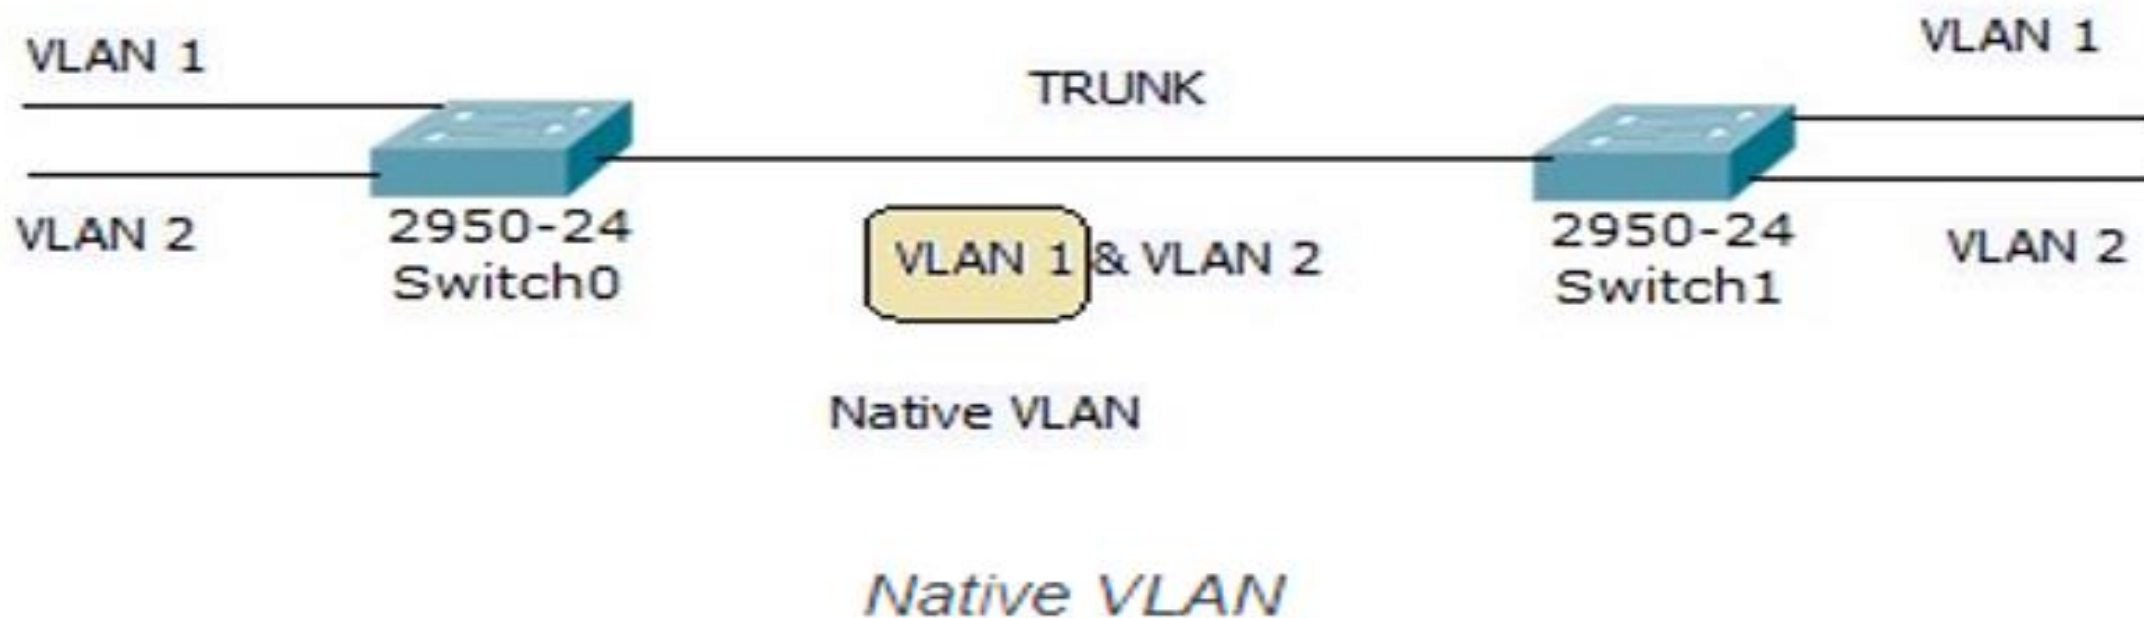 VLAN 1
VLAN 1
TRUNK
VLAN 2
2950-24
Switch0
VLAN 1 & VLAN 2
2950-24
Switch1
VLAN 2
Native VLAN
Native VLAN